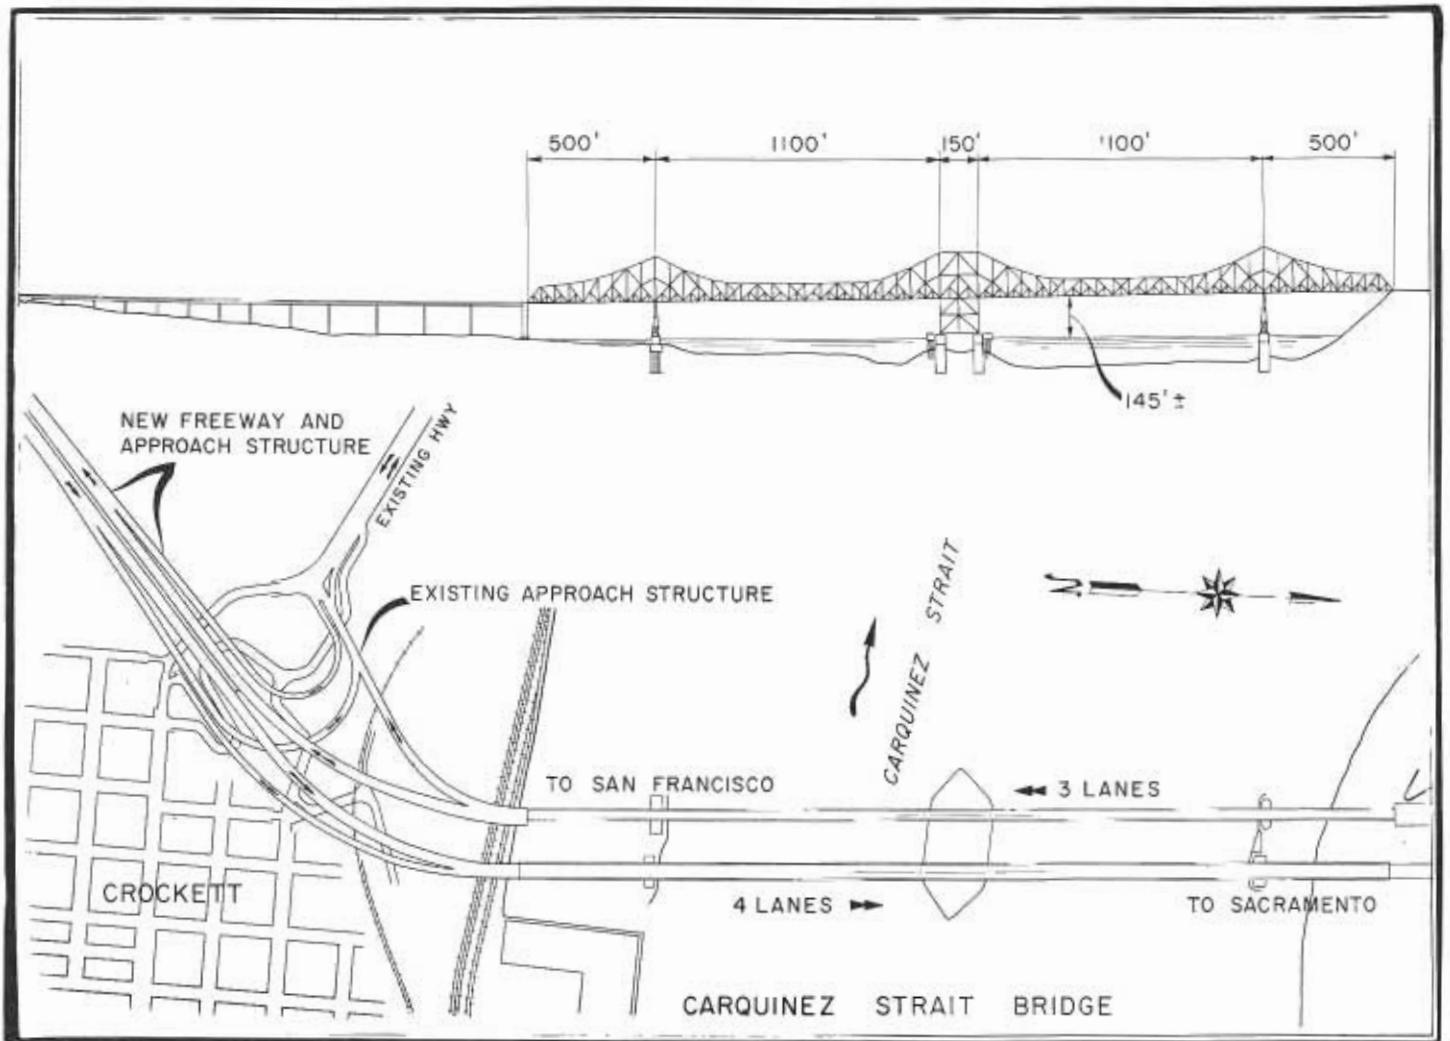 500'
1100'
150'
1100'
500'
145' ±
NEW FREEWAY AND
APPROACH STRUCTURE
EXISTING HWY
EXISTING APPROACH STRUCTURE
CARQUINEZ STRAIT
N
TO SAN FRANCISCO
3 LANES
CROCKETT
4 LANES
TO SACRAMENTO
CARQUINEZ STRAIT BRIDGE